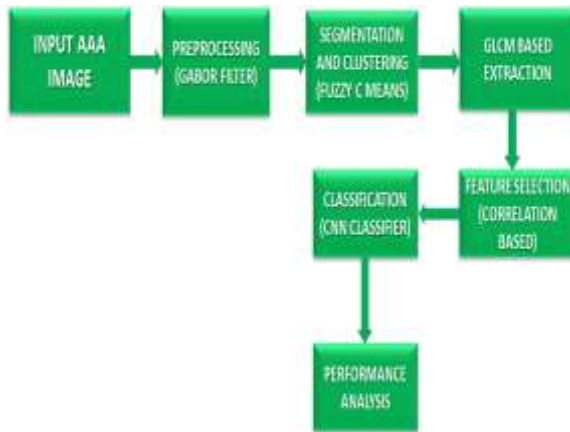 INPUT AAA
IMAGE
PREPROCESSING
(GABOR FILTER)
SEGMENTATION
AND CLUSTERING
(FUZZY C MEANS)
GLCM BASED
EXTRACTION
FEATURE SELECTION
(CORRELATION
BASED)
CLASSIFICATION
(CNN CLASSIFIER)
PERFORMANCE
ANALYSIS